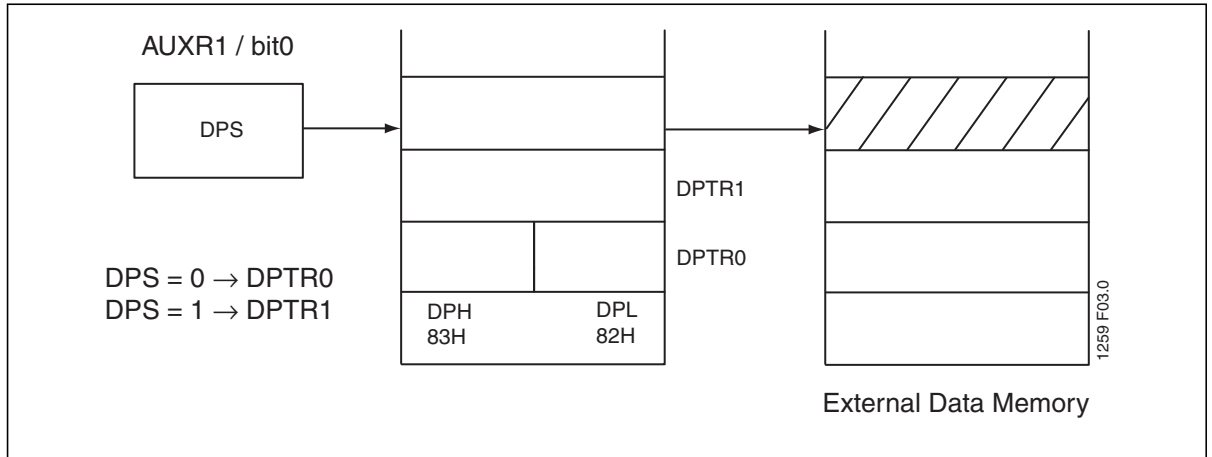 AUXR1 / bit0
DPS
DPTR1
DPTR0
DPS = 0 → DPTR0
DPS = 1 → DPTR1
DPH
83H
DPL
82H
External Data Memory
1259 F03.0